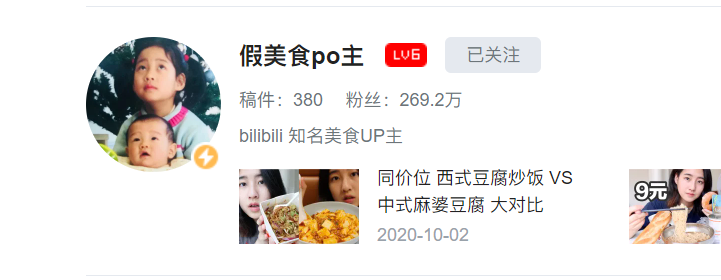 假美食po主 LV6 已关注
稿件：380 粉丝：269.2万
bilibili 知名美食UP主
同价位 西式豆腐炒饭 VS
中式麻婆豆腐 大对比
2020-10-02
9元